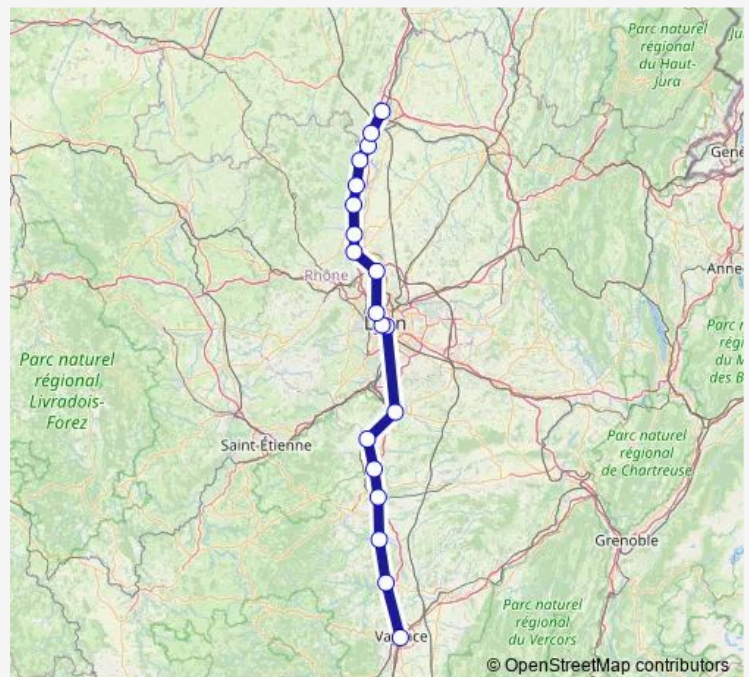 Parc naturel
régional
du Haut-
Jura
Rhône
Lyon
Parc naturel
régional
Livradois-
Forez
Saint-Étienne
Parc naturel
régional
de Chartreuse
Grenoble
Parc naturel
régional
du Vercors
© OpenStreetMap contributors